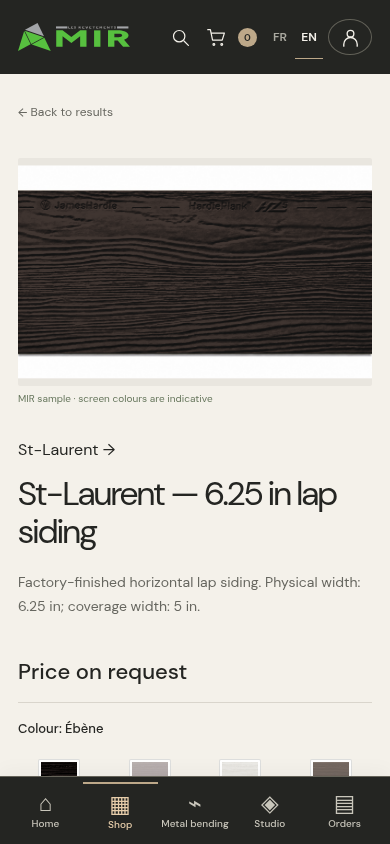 LES REVÊTEMENTS
MIR
0
FR
EN
← Back to results
JamesHardie HardiePlank
MIR sample · screen colours are indicative
St-Laurent →
St-Laurent — 6.25 in lap
siding
Factory-finished horizontal lap siding. Physical width:
6.25 in; coverage width: 5 in.
Price on request
Colour: Ébène
Home
Shop
Metal bending
Studio
Orders